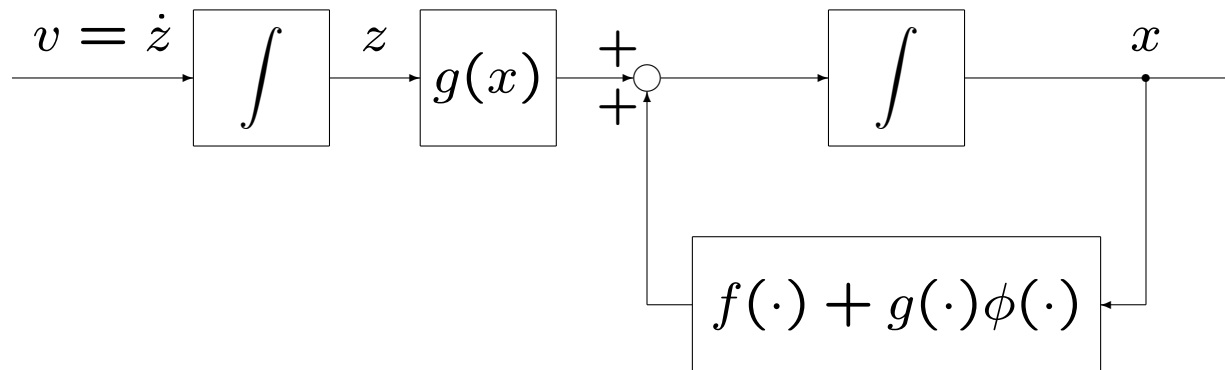 v = ż
∫
z
g(x)
+
+
∫
x
f(·) + g(·)ϕ(·)